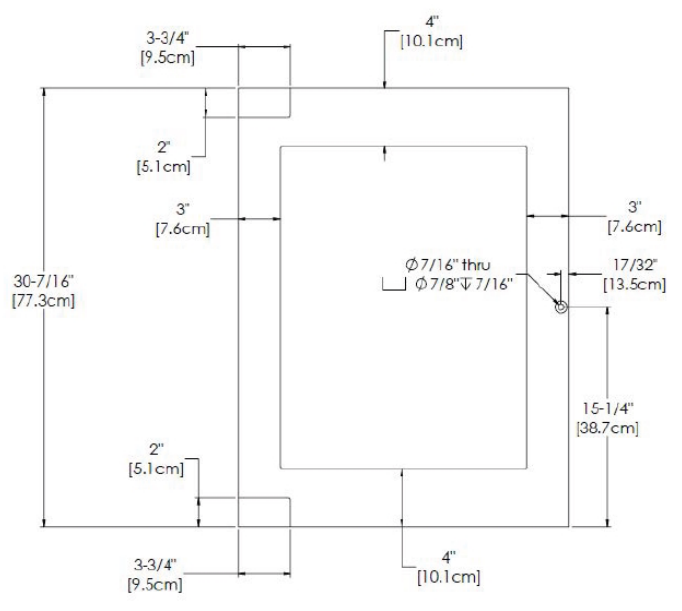 4"
[10.1cm]
3-3/4"
[9.5cm]
2"
[5.1cm]
3"
[7.6cm]
3"
[7.6cm]
Ø7/16" thru
⌴ Ø7/8"↧7/16"
17/32"
[13.5cm]
30-7/16"
[77.3cm]
15-1/4"
[38.7cm]
2"
[5.1cm]
3-3/4"
[9.5cm]
4"
[10.1cm]